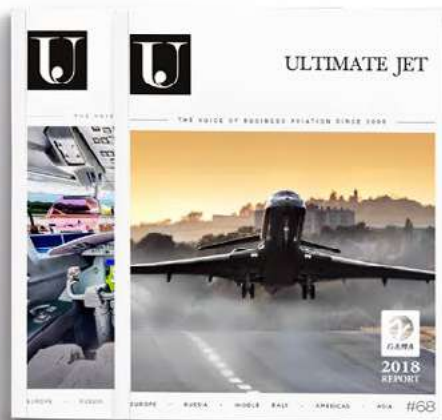 U
U
ULTIMATE JET
THE VOICE OF BUSINESS AVIATION SINCE
GAMA
2018
REPORT
EUROPE - RUSSIA
EUROPE - RUSSIA - MIDDLE EAST - AMERICAS - ASIA #68